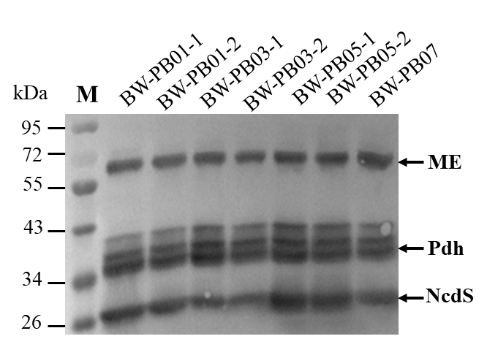 BW-PB01-1
BW-PB01-2
BW-PB03-1
BW-PB03-2
BW-PB05-1
BW-PB05-2
BW-PB07
kDa M
95
72
ME
55
43
Pdh
34
NcdS
26